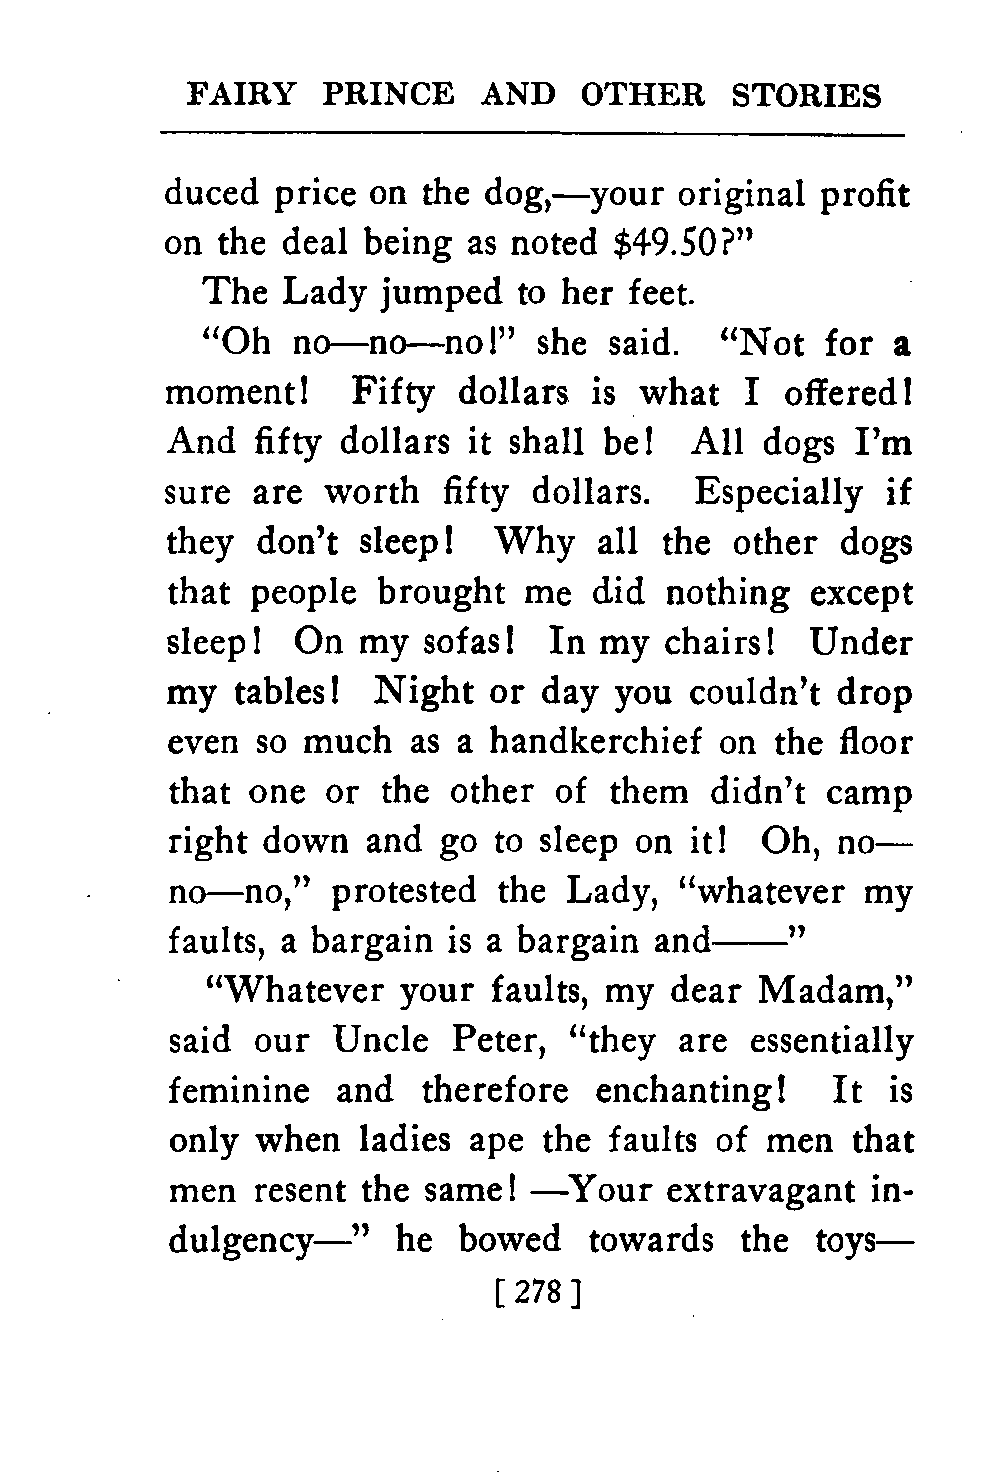 FAIRY PRINCE AND OTHER STORIES
duced price on the dog,—your original profit
on the deal being as noted $49.50?”
The Lady jumped to her feet.
“Oh no—no—no!” she said. “Not for a
moment! Fifty dollars is what I offered!
And fifty dollars it shall be! All dogs I’m
sure are worth fifty dollars. Especially if
they don’t sleep! Why all the other dogs
that people brought me did nothing except
sleep! On my sofas! In my chairs! Under
my tables! Night or day you couldn’t drop
even so much as a handkerchief on the floor
that one or the other of them didn’t camp
right down and go to sleep on it! Oh, no—
no—no,” protested the Lady, “whatever my
faults, a bargain is a bargain and——”
“Whatever your faults, my dear Madam,”
said our Uncle Peter, “they are essentially
feminine and therefore enchanting! It is
only when ladies ape the faults of men that
men resent the same! —Your extravagant in-
dulgency—” he bowed towards the toys—
[ 278 ]